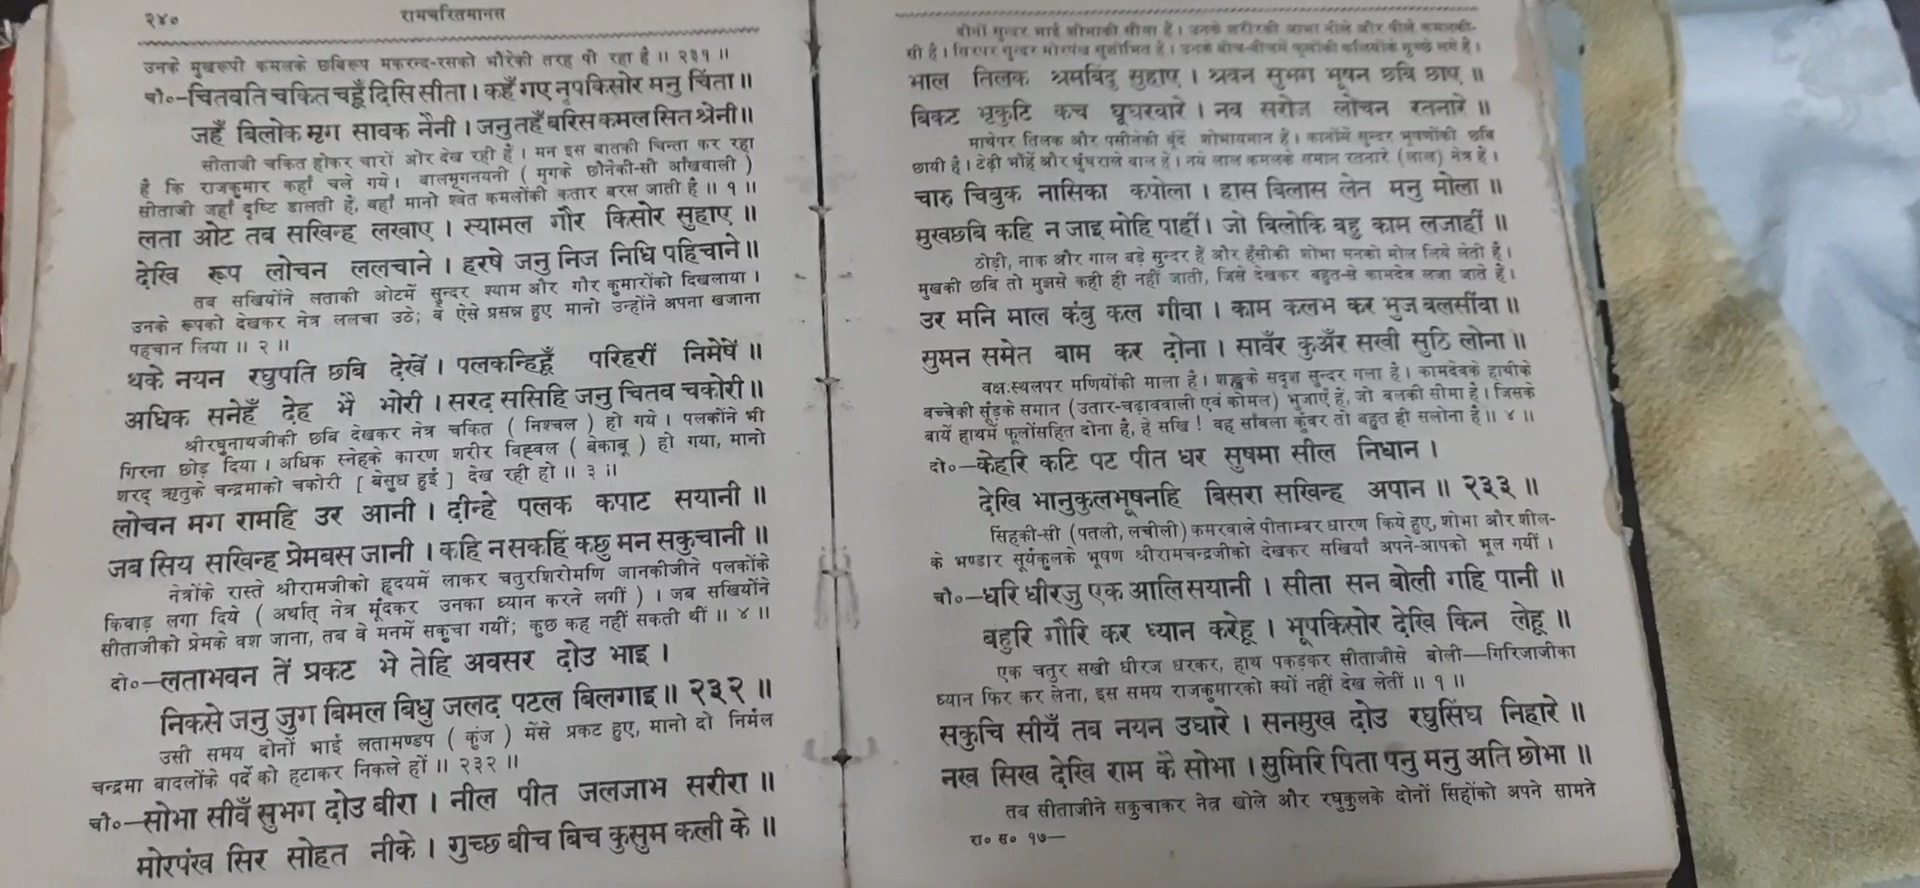 २४०
रामचरितमानस
उनके मुखरूपी कमलके छबिरूप मकरन्द-रसको भौंरेकी तरह पी रहा है ॥ २३१ ॥
चौ०—चितवति चकित चहूँ दिसि सीता । कहँ गए नृपकिसोर मनु चिंता ॥
जहँ बिलोक मृग सावक नैनी । जनु तहँ बरिस कमल सित श्रेनी ॥
सीताजी चकित होकर चारों ओर देख रही हैं । मन इस बातकी चिन्ता कर रहा
है कि राजकुमार कहाँ चले गये । बालमृगनयनी ( मृगके छौनेकी-सी आँखवाली )
सीताजी जहाँ दृष्टि डालती हैं, वहाँ मानो श्वेत कमलोंकी कतार बरस जाती है ॥ १ ॥
लता ओट तब सखिन्ह लखाए । स्यामल गौर किसोर सुहाए ॥
देखि रूप लोचन ललचाने । हरषे जनु निज निधि पहिचाने ॥
तब सखियोंने लताकी ओटमें सुन्दर श्याम और गौर कुमारोंको दिखलाया ।
उनके रूपको देखकर नेत्र ललचा उठे; वे ऐसे प्रसन्न हुए मानो उन्होंने अपना खजाना
पहचान लिया ॥ २ ॥
थके नयन रघुपति छबि देखें । पलकन्हिहूँ परिहरीं निमेषें ॥
अधिक सनेहँ देह भै भोरी । सरद ससिहि जनु चितव चकोरी ॥
श्रीरघुनाथजीकी छबि देखकर नेत्र चकित ( निश्चल ) हो गये । पलकोंने भी
गिरना छोड़ दिया । अधिक स्नेहके कारण शरीर विह्वल ( बेकाबू ) हो गया, मानो
शरद् ऋतुके चन्द्रमाको चकोरी [ बेसुध हुई ] देख रही हो ॥ ३ ॥
लोचन मग रामहि उर आनी । दीन्हे पलक कपाट सयानी ॥
जब सिय सखिन्ह प्रेमबस जानी । कहि न सकहिं कछु मन सकुचानी ॥
नेत्रोंके रास्ते श्रीरामजीको हृदयमें लाकर चतुरशिरोमणि जानकीजीने पलकोंके
किवाड़ लगा दिये ( अर्थात् नेत्र मूँदकर उनका ध्यान करने लगीं ) । जब सखियोंने
सीताजीको प्रेमके वश जाना, तब वे मनमें सकुचा गयीं; कुछ कह नहीं सकती थीं ॥ ४ ॥
दो०—लताभवन तें प्रकट भे तेहि अवसर दोउ भाइ ।
निकसे जनु जुग बिमल बिधु जलद पटल बिलगाइ ॥ २३२ ॥
उसी समय दोनों भाई लतामण्डप ( कुंज ) मेंसे प्रकट हुए, मानो दो निर्मल
चन्द्रमा बादलोंके पर्देको हटाकर निकले हों ॥ २३२ ॥
चौ०—सोभा सीवँ सुभग दोउ बीरा । नील पीत जलजाभ सरीरा ॥
मोरपंख सिर सोहत नीके । गुच्छ बीच बिच कुसुम कली के ॥
दोनों सुन्दर भाई शोभाकी सीमा हैं । उनके शरीरकी आभा नीले और पीले कमलकी-
सी है । सिरपर सुन्दर मोरपंख सुशोभित हैं । उनके बीच-बीचमें फूलोंकी कलियोंके गुच्छे लगे हैं ।
भाल तिलक श्रमबिंदु सुहाए । श्रवन सुभग भूषन छबि छाए ॥
बिकट भृकुटि कच घूघरवारे । नव सरोज लोचन रतनारे ॥
माथेपर तिलक और पसीनेकी बूँदें शोभायमान हैं । कानोंमें सुन्दर भूषणोंकी छबि
छायी है । टेढ़ी भौंहें और घुँघराले बाल हैं । नये लाल कमलके समान रतनारे (लाल) नेत्र हैं ।
चारु चिबुक नासिका कपोला । हास बिलास लेत मनु मोला ॥
मुखछबि कहि न जाइ मोहि पाहीं । जो बिलोकि बहु काम लजाहीं ॥
ठोड़ी, नाक और गाल बड़े सुन्दर हैं और हँसीकी शोभा मनको मोल लिये लेती है ।
मुखकी छबि तो मुझसे कही ही नहीं जाती, जिसे देखकर बहुत-से कामदेव लजा जाते हैं ।
उर मनि माल कंबु कल गीवा । काम कलभ कर भुज बलसींवा ॥
सुमन समेत बाम कर दोना । सावँर कुअँर सखी सुठि लोना ॥
वक्षःस्थलपर मणियोंकी माला है । शङ्खके सदृश सुन्दर गला है । कामदेवके हाथीके
बच्चेकी सूँड़के समान (उतार-चढ़ाववाली एवं कोमल) भुजाएँ हैं, जो बलकी सीमा हैं । जिसके
बायें हाथमें फूलोंसहित दोना है, हे सखि ! वह साँवला कुँवर तो बहुत ही सलोना है ॥ ४ ॥
दो०—केहरि कटि पट पीत धर सुषमा सील निधान ।
देखि भानुकुलभूषनहि बिसरा सखिन्ह अपान ॥ २३३ ॥
सिंहकी-सी (पतली, लचीली) कमरवाले पीताम्बर धारण किये हुए, शोभा और शील-
के भण्डार सूर्यकुलके भूषण श्रीरामचन्द्रजीको देखकर सखियाँ अपने-आपको भूल गयीं ।
चौ०—धरि धीरजु एक आलि सयानी । सीता सन बोली गहि पानी ॥
बहुरि गौरि कर ध्यान करेहू । भूपकिसोर देखि किन लेहू ॥
एक चतुर सखी धीरज धरकर, हाथ पकड़कर सीताजीसे बोली—गिरिजाजीका
ध्यान फिर कर लेना, इस समय राजकुमारको क्यों नहीं देख लेतीं ॥ १ ॥
सकुचि सीयँ तब नयन उघारे । सनमुख दोउ रघुसिंघ निहारे ॥
नख सिख देखि राम कै सोभा । सुमिरि पिता पनु मनु अति छोभा ॥
तब सीताजीने सकुचाकर नेत्र खोले और रघुकुलके दोनों सिंहोंको अपने सामने
रा० स० १७—